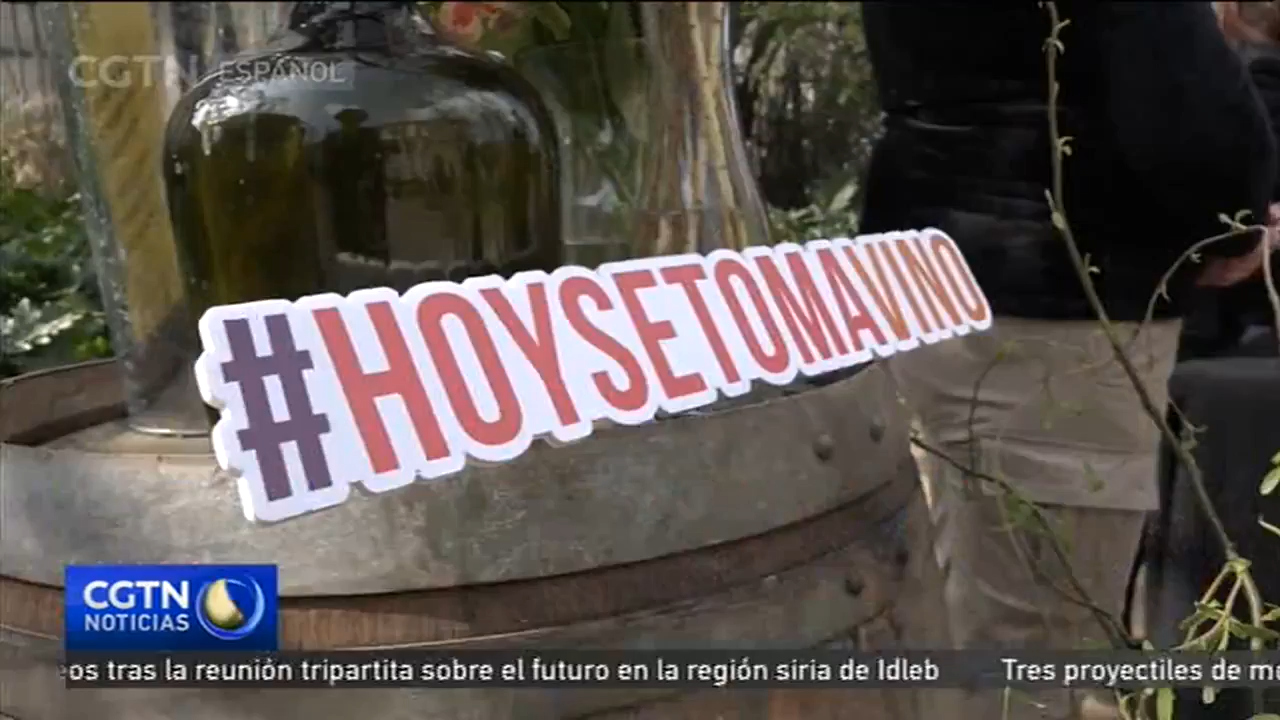 CGTN ESPAÑOL
#HOYSETOMAVINO
CGTN
NOTICIAS
tras la reunión tripartita sobre el futuro en la región siria de Idleb Tres proyectiles de